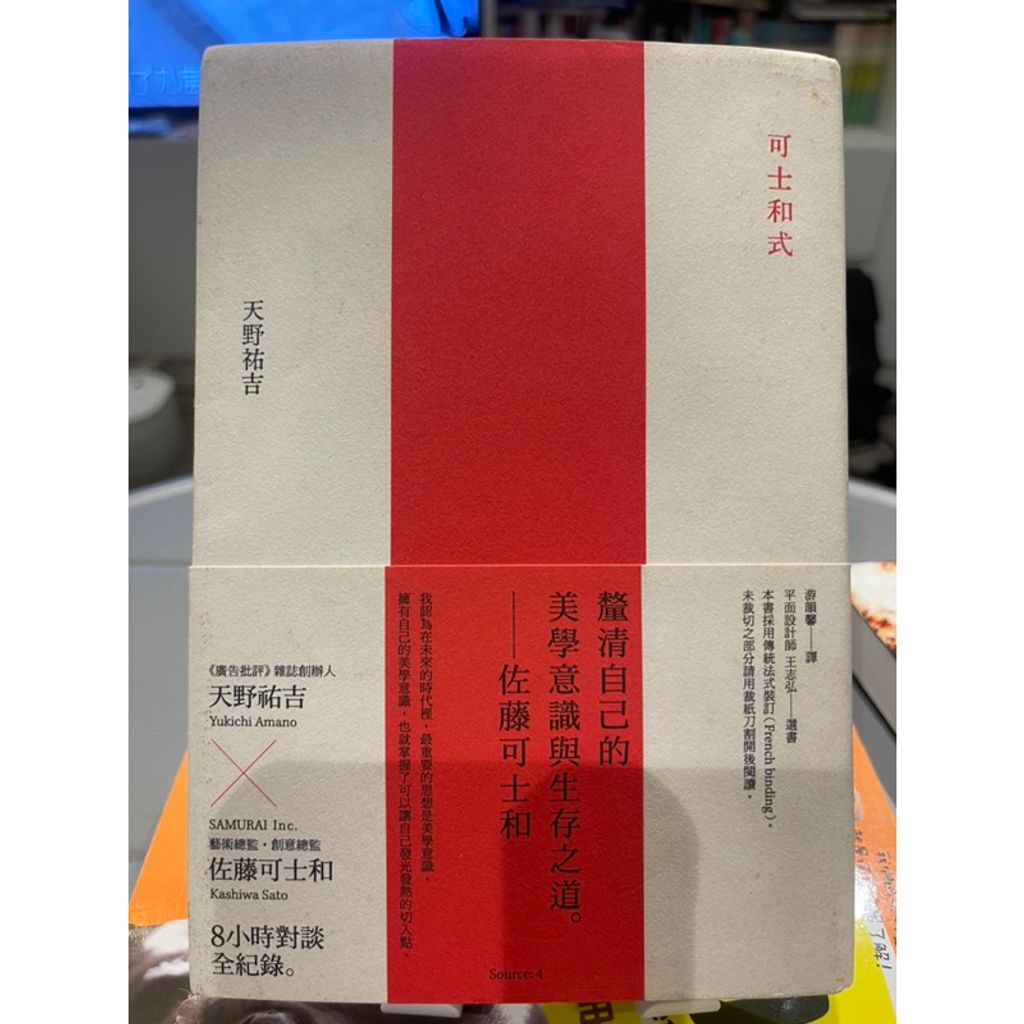 可士和式
天野祐吉
游韻馨——譯
平面設計師 王志弘——選書
本書採用傳統法式裝訂（French binding），
未裁切之部分請用裁紙刀割開後閱讀。
釐清自己的
美學意識與生存之道。
——佐藤可士和
我認為在未來的時代裡，最重要的思想是美學意識，
擁有自己的美學意識，也就掌握了可以讓自己發光發熱的切入點。
Source: 4
《廣告批評》雜誌創辦人
天野祐吉
Yukichi Amano
SAMURAI Inc.
藝術總監・創意總監
佐藤可士和
Kashiwa Sato
8小時對談
全紀錄。
了解!